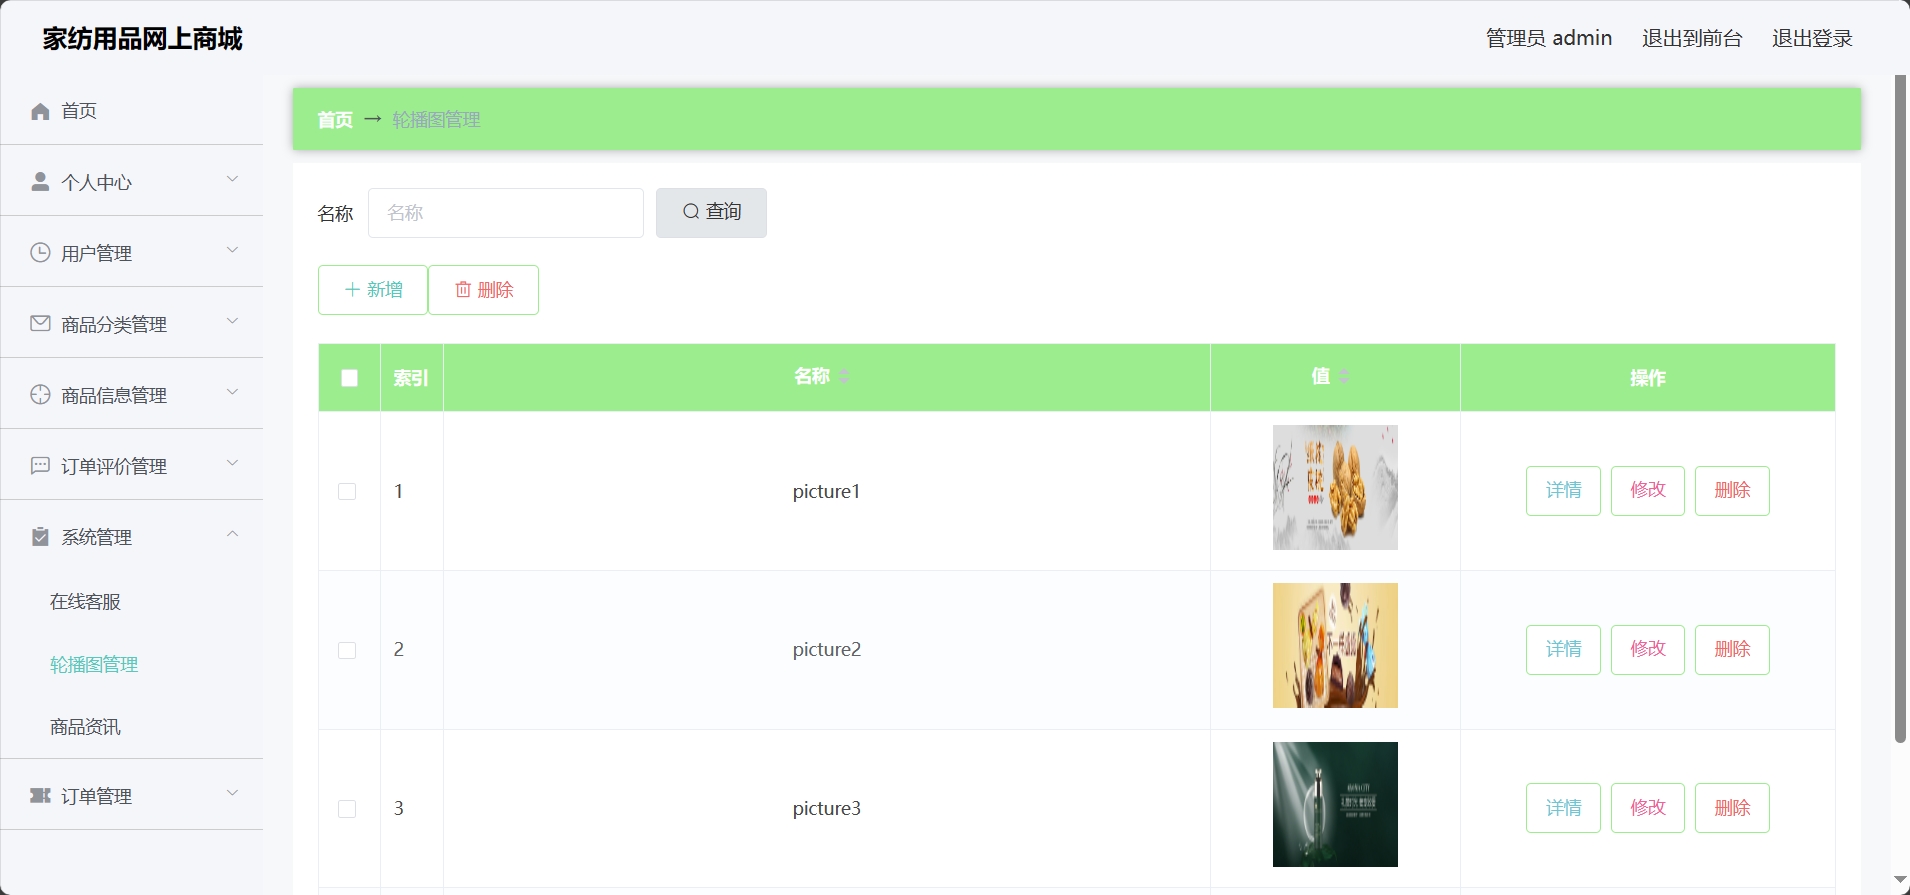 家纺用品网上商城
管理员 admin 退出到前台 退出登录
首页
个人中心
用户管理
商品分类管理
商品信息管理
订单评价管理
系统管理
在线客服
轮播图管理
商品资讯
订单管理
首页 → 轮播图管理
名称 名称 查询
新增 删除
索引 名称 值 操作
1 picture1 详情 修改 删除
2 picture2 详情 修改 删除
3 picture3 详情 修改 删除